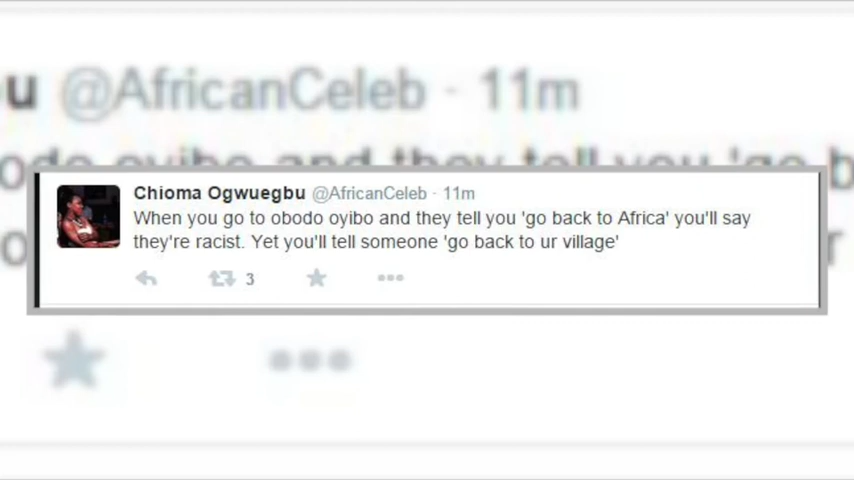 u @AfricanCeleb · 11m
odo oyibo and they tell you 'go b
Chioma Ogwuegbu @AfricanCeleb · 11m
When you go to obodo oyibo and they tell you 'go back to Africa' you'll say
they're racist. Yet you'll tell someone 'go back to ur village'
3